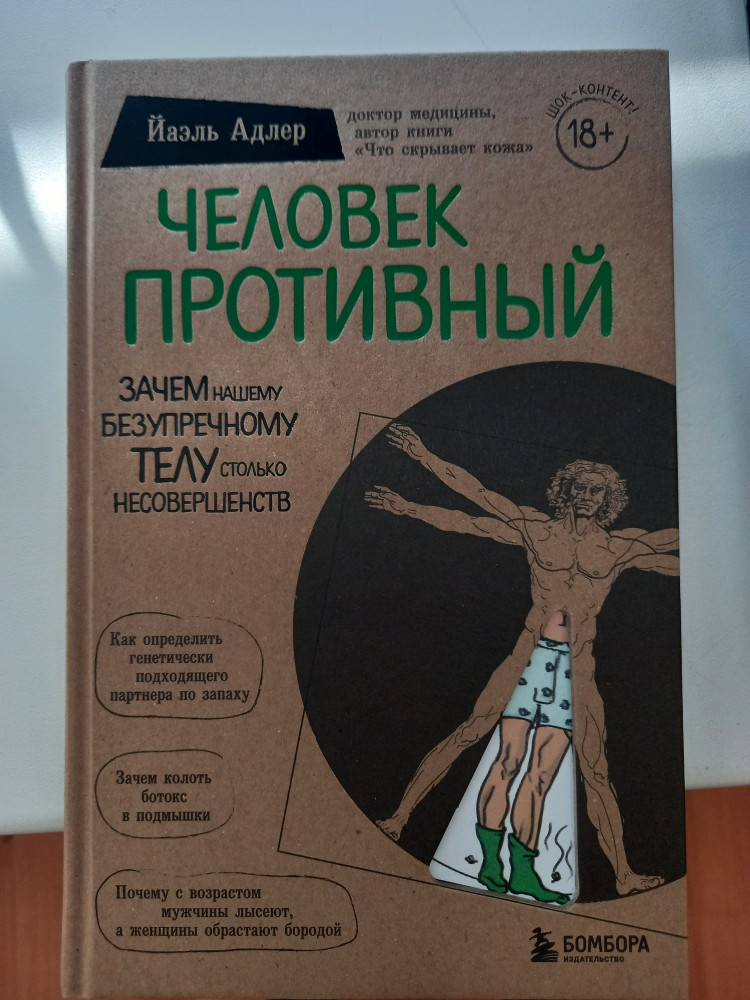 Йаэль Адлер
доктор медицины,
автор книги
«Что скрывает кожа»
ШОК-КОНТЕНТ!
18+
ЧЕЛОВЕК
ПРОТИВНЫЙ
ЗАЧЕМ НАШЕМУ
БЕЗУПРЕЧНОМУ
ТЕЛУ СТОЛЬКО
НЕСОВЕРШЕНСТВ
Как определить
генетически
подходящего
партнера по запаху
Зачем колоть
ботокс
в подмышки
Почему с возрастом
мужчины лысеют,
а женщины обрастают бородой
БОМБОРА
ИЗДАТЕЛЬСТВО